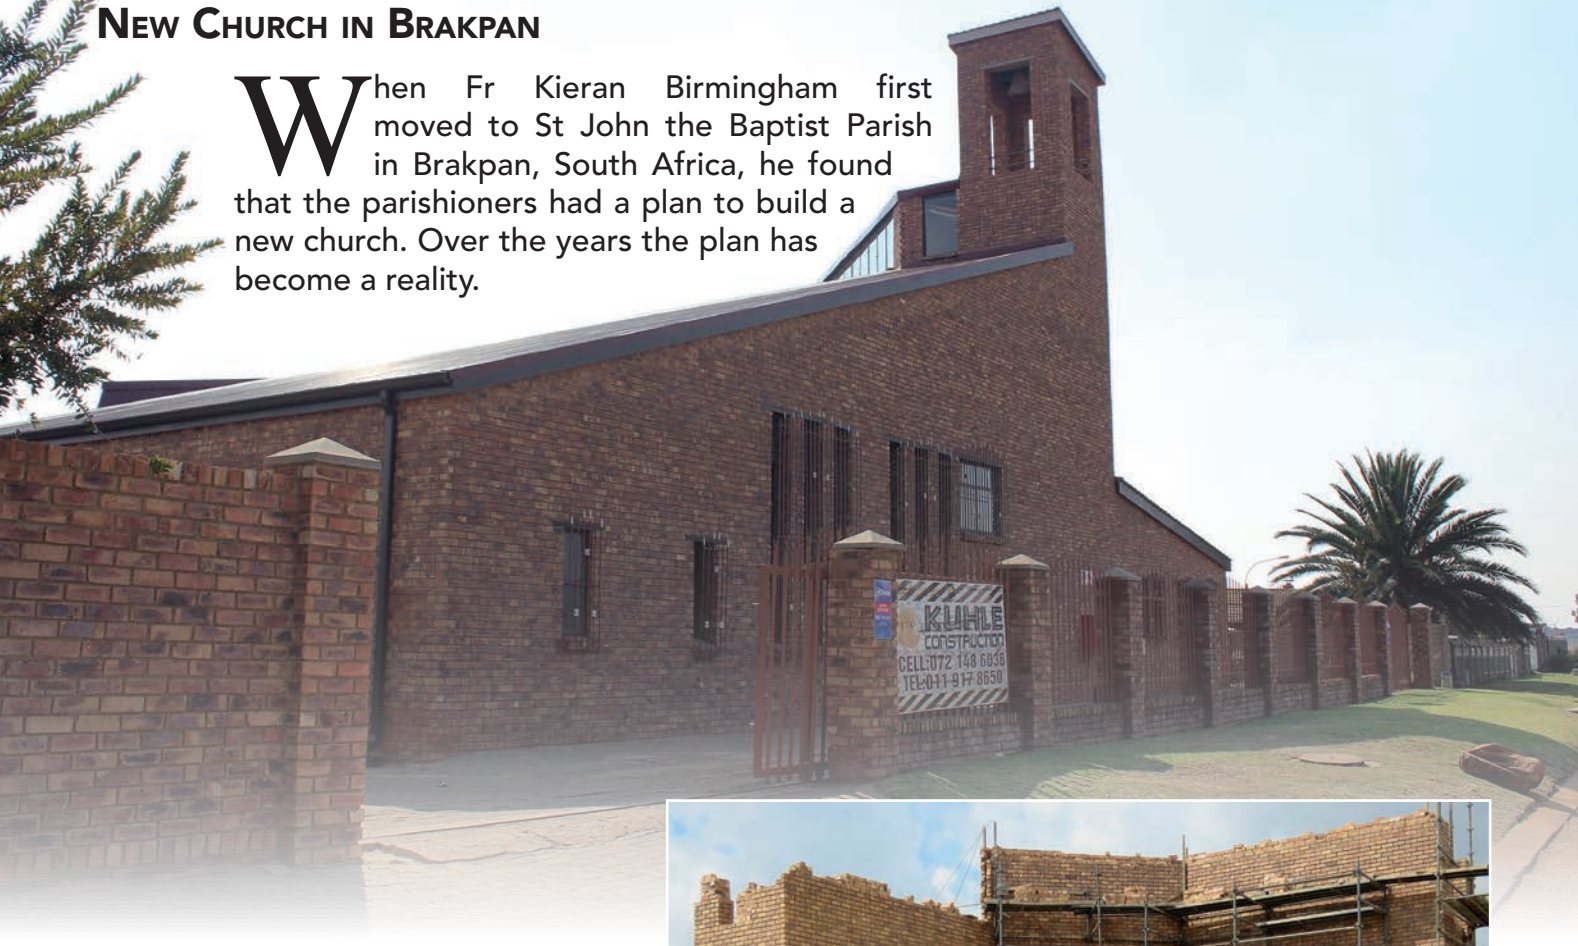 NEW CHURCH IN BRAKPAN
When Fr Kieran Birmingham first
moved to St John the Baptist Parish
in Brakpan, South Africa, he found
that the parishioners had a plan to build a
new church. Over the years the plan has
become a reality.
KUHLE
CONSTRUCTION
CELL:072 148 6036
TEL:011 917 8650